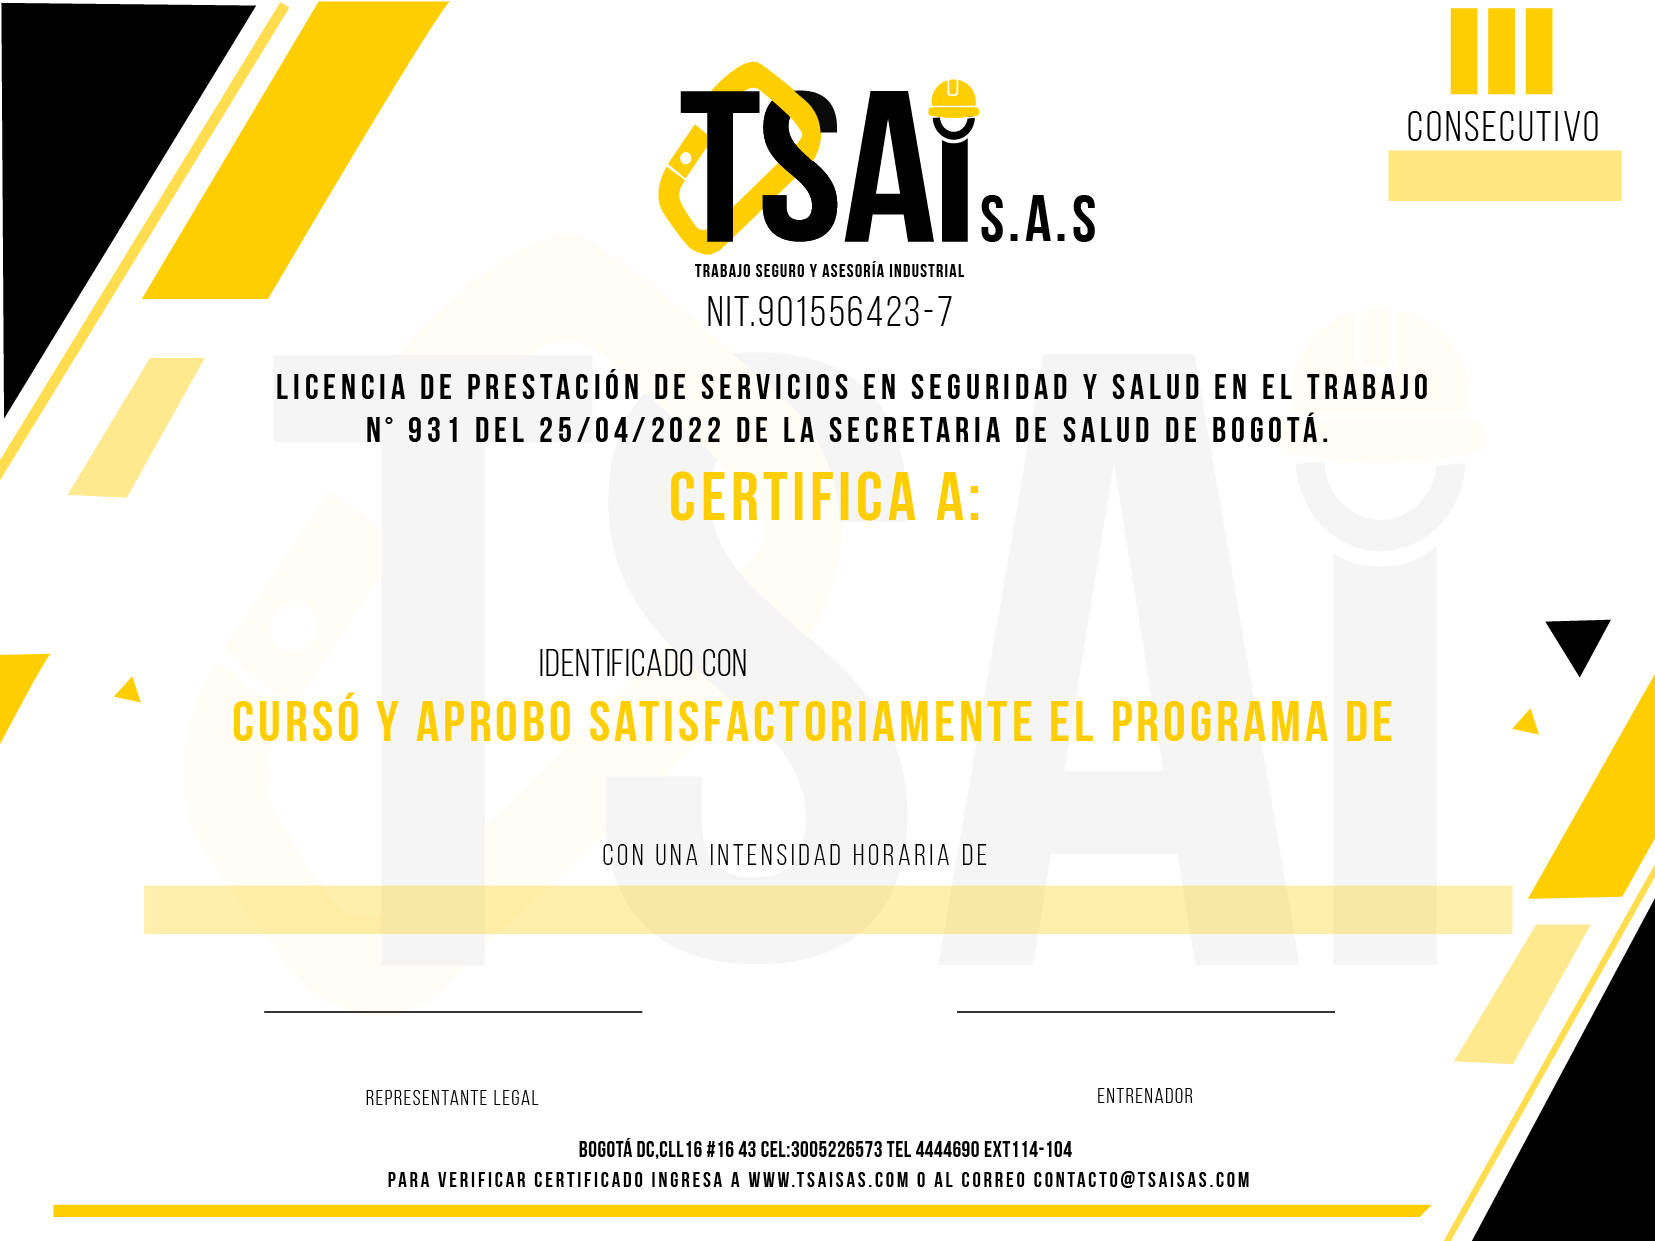 CONSECUTIVO
TSAi S.A.S
TRABAJO SEGURO Y ASESORÍA INDUSTRIAL
NIT.901556423-7
LICENCIA DE PRESTACIÓN DE SERVICIOS EN SEGURIDAD Y SALUD EN EL TRABAJO
N° 931 DEL 25/04/2022 DE LA SECRETARIA DE SALUD DE BOGOTÁ.
CERTIFICA A:
IDENTIFICADO CON
CURSÓ Y APROBO SATISFACTORIAMENTE EL PROGRAMA DE
CON UNA INTENSIDAD HORARIA DE
REPRESENTANTE LEGAL
ENTRENADOR
BOGOTÁ DC,CLL16 #16 43 CEL:3005226573 TEL 4444690 EXT114-104
PARA VERIFICAR CERTIFICADO INGRESA A WWW.TSAISAS.COM O AL CORREO CONTACTO@TSAISAS.COM